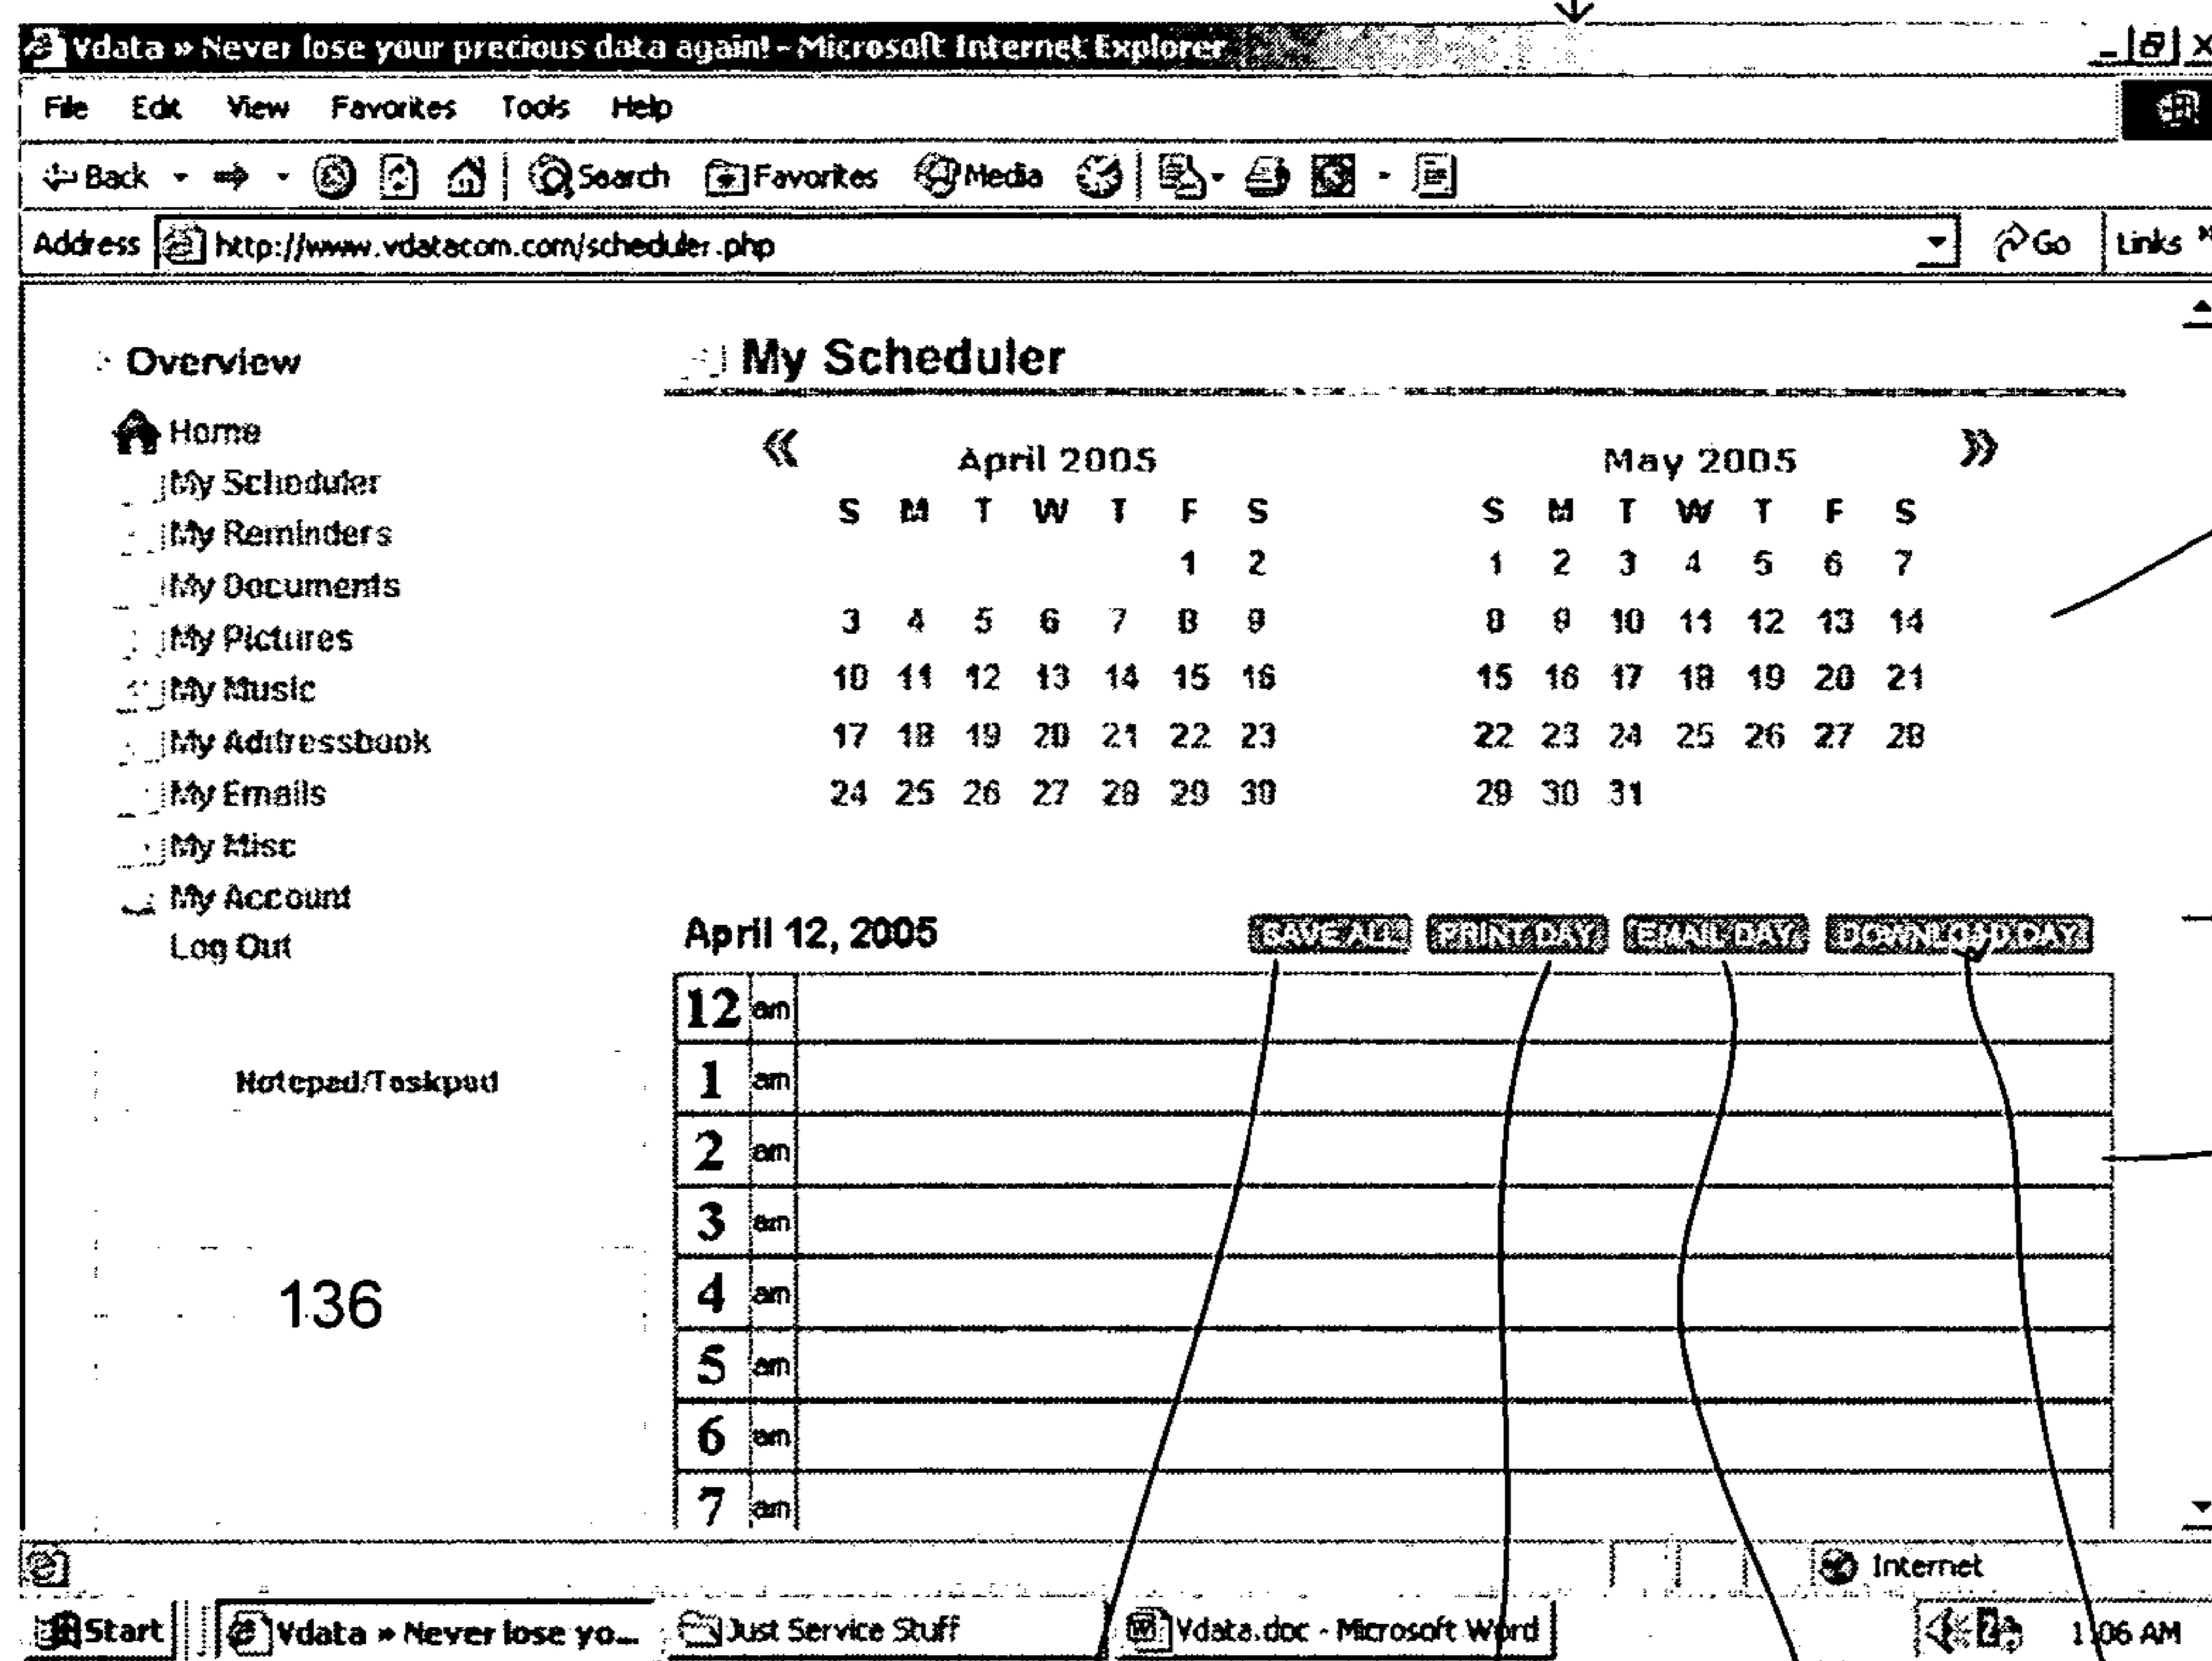 Vdata » Never lose your precious data again! - Microsoft Internet Explorer
File Edit View Favorites Tools Help
Back Search Favorites Media
Address http://www.vdatacom.com/scheduler.php Go Links »
Overview
Home
My Scheduler
My Reminders
My Documents
My Pictures
My Music
My Addressbook
My Emails
My Misc
My Account
Log Out
Notepad/Taskpad
136
My Scheduler
« April 2005
S M T W T F S
1 2
3 4 5 6 7 8 9
10 11 12 13 14 15 16
17 18 19 20 21 22 23
24 25 26 27 28 29 30
May 2005 »
S M T W T F S
1 2 3 4 5 6 7
8 9 10 11 12 13 14
15 16 17 18 19 20 21
22 23 24 25 26 27 28
29 30 31
April 12, 2005 SAVE ALL PRINT DAY EMAIL DAY DOWNLOAD DAY
12 am
1 am
2 am
3 am
4 am
5 am
6 am
7 am
Internet
Start Vdata » Never lose yo... Just Service Stuff Vdata.doc - Microsoft Word 1:06 AM